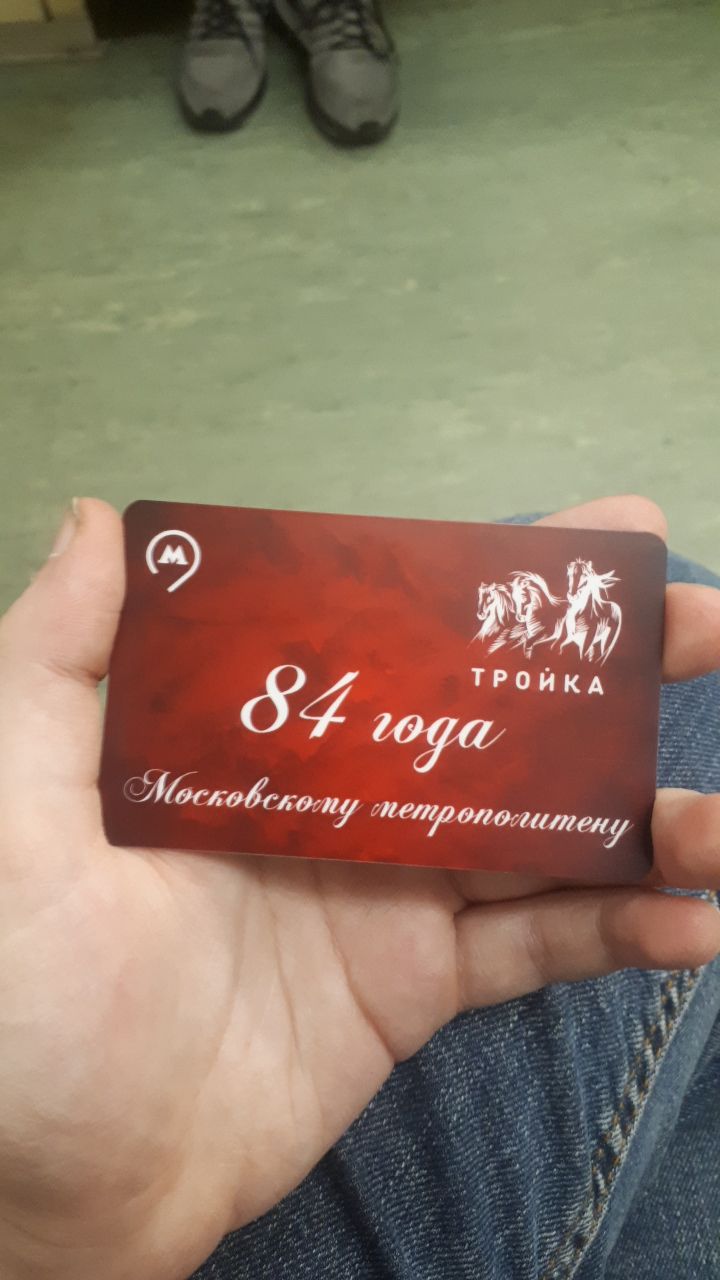 М
ТРОЙКА
84 года
Московскому метрополитену